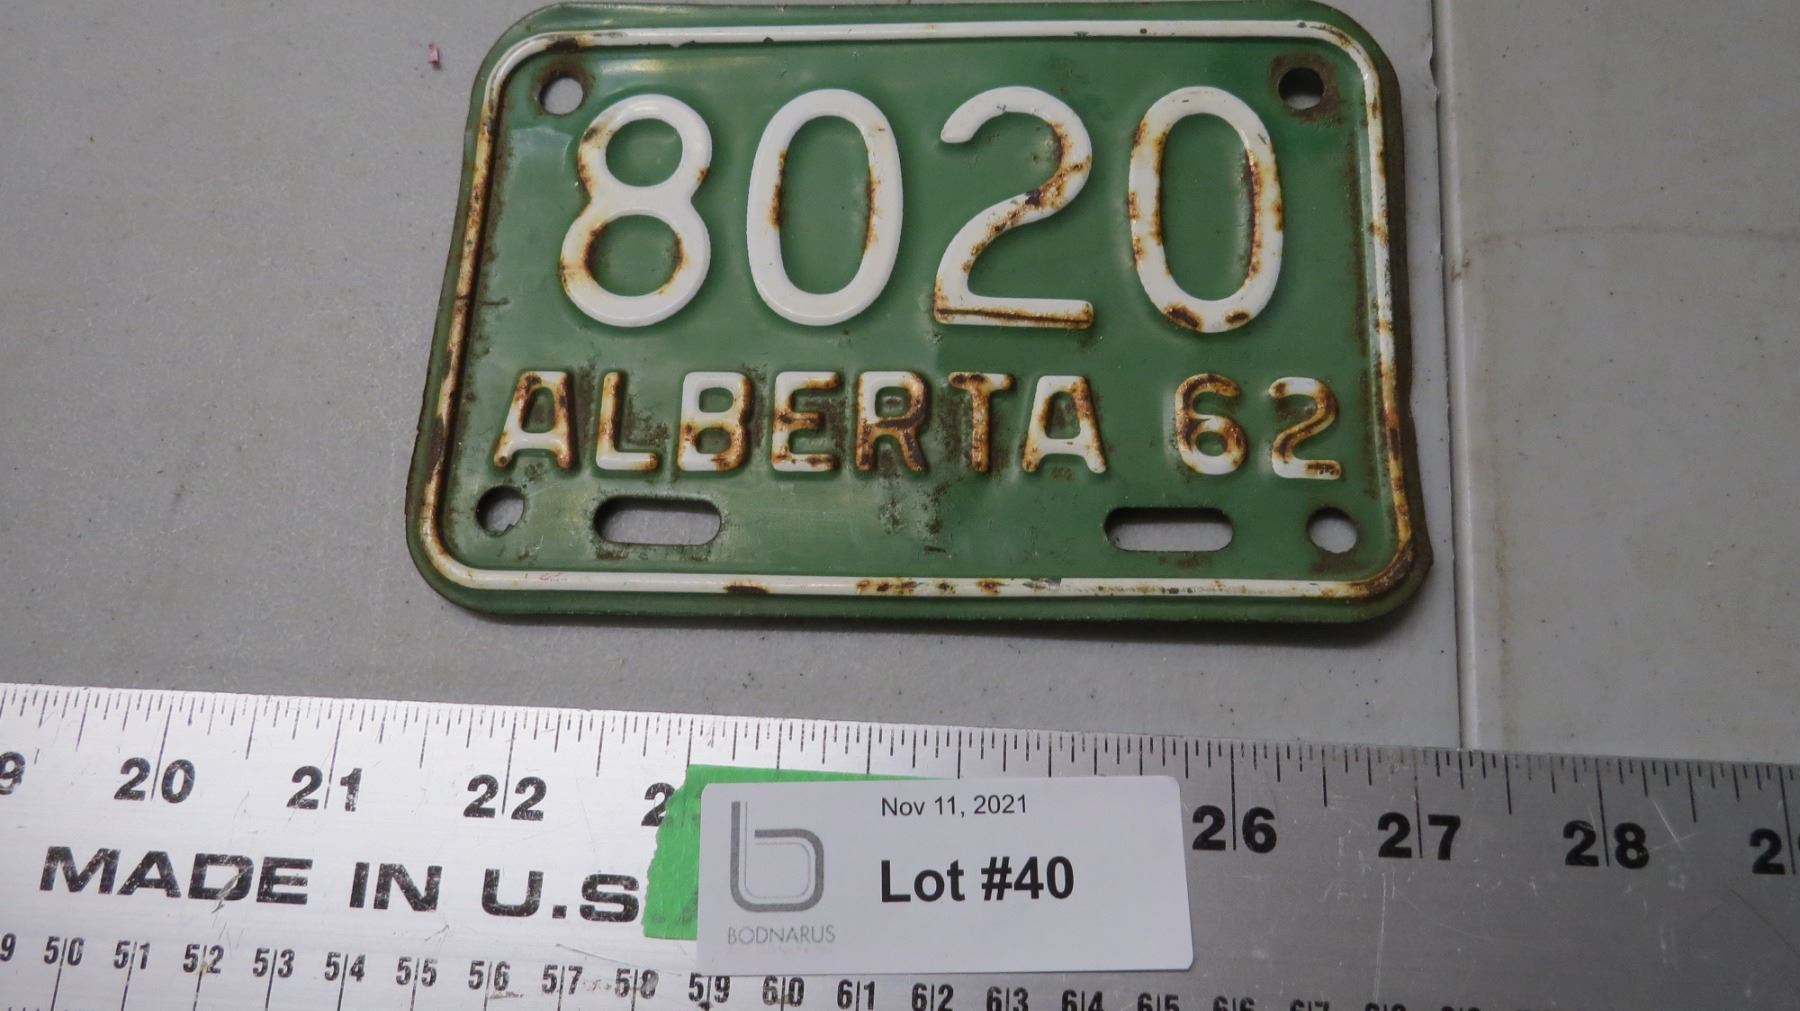 8020
ALBERTA 62
20 21 22 26 27 28
MADE IN U.S
Nov 11, 2021
Lot #40
BODNARUS
50 51 52 53 54 55 56 57 58 59 60 61 62 63 64 65